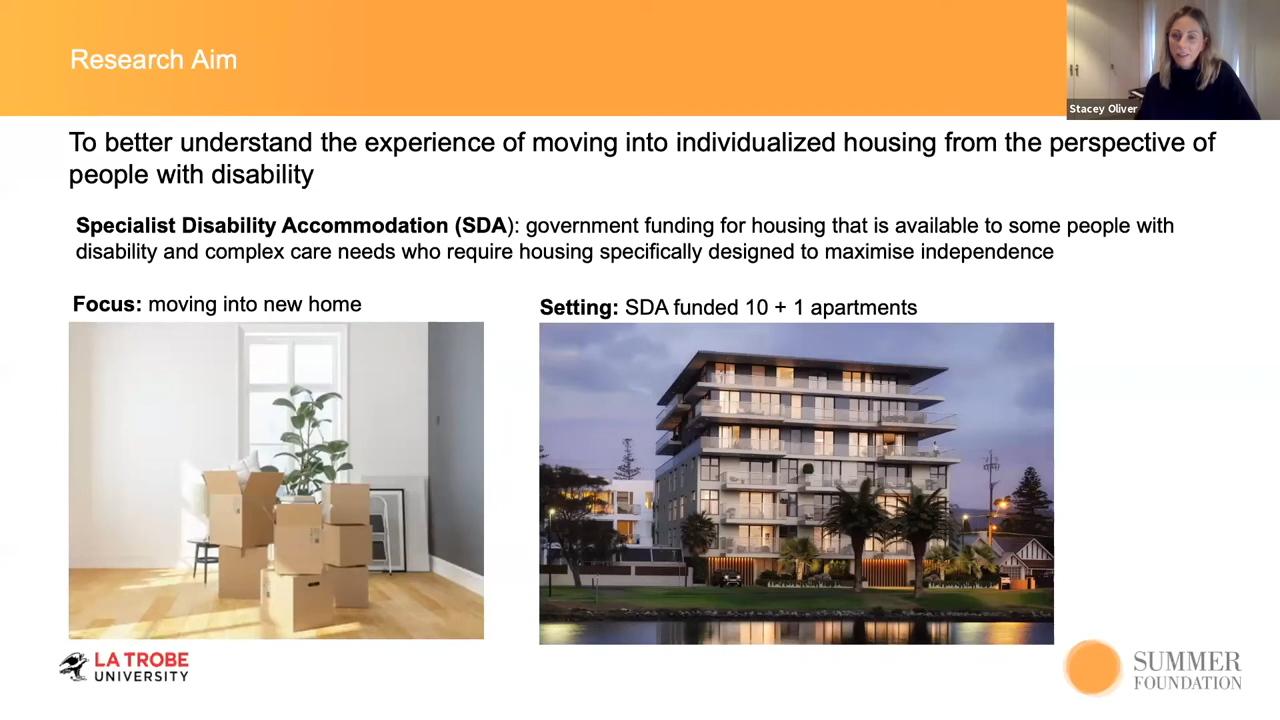 Research Aim
Stacey Oliver
To better understand the experience of moving into individualized housing from the perspective of
people with disability
Specialist Disability Accommodation (SDA): government funding for housing that is available to some people with
disability and complex care needs who require housing specifically designed to maximise independence
Focus: moving into new home
Setting: SDA funded 10 + 1 apartments
LA TROBE
UNIVERSITY
SUMMER
FOUNDATION